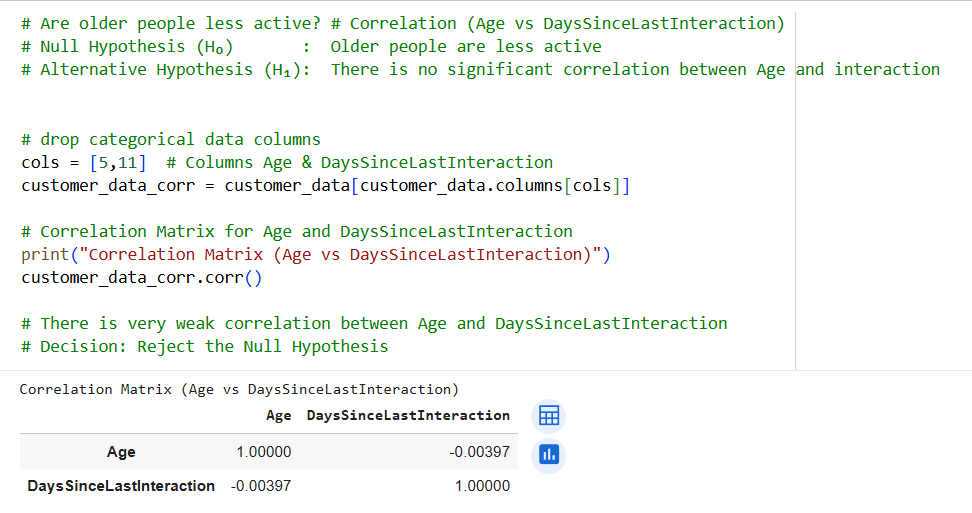 # Are older people less active? # Correlation (Age vs DaysSinceLastInteraction)
# Null Hypothesis (H₀)       :  Older people are less active
# Alternative Hypothesis (H₁):  There is no significant correlation between Age and interaction
# drop categorical data columns
cols = [5,11]  # Columns Age & DaysSinceLastInteraction
customer_data_corr = customer_data[customer_data.columns[cols]]
# Correlation Matrix for Age and DaysSinceLastInteraction
print("Correlation Matrix (Age vs DaysSinceLastInteraction)")
customer_data_corr.corr()
# There is very weak correlation between Age and DaysSinceLastInteraction
# Decision: Reject the Null Hypothesis
Correlation Matrix (Age vs DaysSinceLastInteraction)
Age DaysSinceLastInteraction
Age 1.00000 -0.00397
DaysSinceLastInteraction -0.00397 1.00000